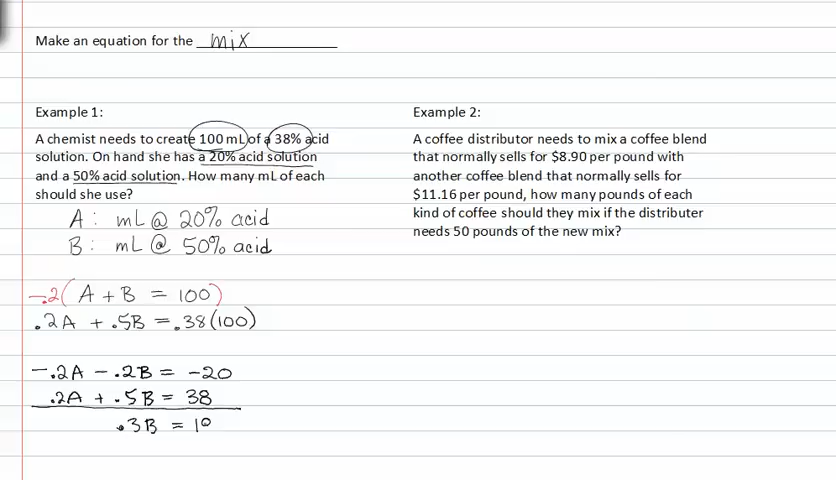 Make an equation for the mix
Example 1:
A chemist needs to create 100 mL of a 38% acid
solution. On hand she has a 20% acid solution
and a 50% acid solution. How many mL of each
should she use?
A: mL @ 20% acid
B: mL @ 50% acid
-.2(A + B = 100)
.2A + .5B = .38(100)
-.2A - .2B = -20
.2A + .5B = 38
.3B = 18
Example 2:
A coffee distributor needs to mix a coffee blend
that normally sells for $8.90 per pound with
another coffee blend that normally sells for
$11.16 per pound, how many pounds of each
kind of coffee should they mix if the distributer
needs 50 pounds of the new mix?